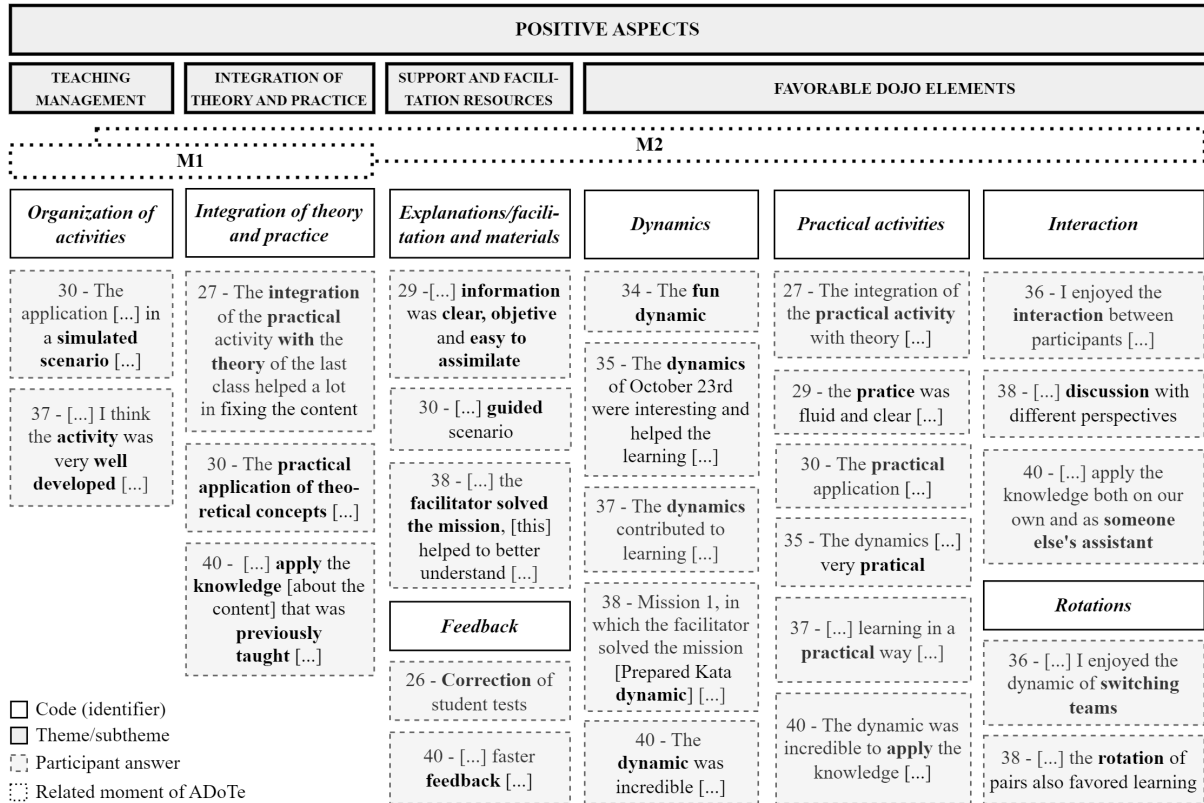 POSITIVE ASPECTS
TEACHING
MANAGEMENT
INTEGRATION OF
THEORY AND PRACTICE
SUPPORT AND FACILI-
TATION RESOURCES
FAVORABLE DOJO ELEMENTS
M1
M2
Organization of
activities
30 - The
application [...] in
a simulated
scenario [...]
37 - [...] I think
the activity was
very well
developed [...]
Integration of theory
and practice
27 - The integration
of the practical
activity with the
theory of the last
class helped a lot
in fixing the content
30 - The practical
application of theo-
retical concepts [...]
40 - [...] apply the
knowledge [about the
content] that was
previously
taught [...]
Explanations/facili-
tation and materials
29 -[...] information
was clear, objetive
and easy to
assimilate
30 - [...] guided
scenario
38 - [...] the
facilitator solved
the mission, [this]
helped to better
understand [...]
Feedback
26 - Correction of
student tests
40 - [...] faster
feedback [...]
Dynamics
34 - The fun
dynamic
35 - The dynamics
of October 23rd
were interesting and
helped the
learning [...]
37 - The dynamics
contributed to
learning [...]
38 - Mission 1, in
which the facilitator
solved the mission
[Prepared Kata
dynamic] [...]
40 - The
dynamic was
incredible [...]
Practical activities
27 - The integration of
the practical activity
with theory [...]
29 - the pratice was
fluid and clear [...]
30 - The practical
application [...]
35 - The dynamics [...]
very pratical
37 - [...] learning in a
practical way [...]
40 - The dynamic was
incredible to apply the
knowledge [...]
Interaction
36 - I enjoyed the
interaction between
participants [...]
38 - [...] discussion with
different perspectives
40 - [...] apply the
knowledge both on our
own and as someone
else's assistant
Rotations
36 - [...] I enjoyed the
dynamic of switching
teams
38 - [...] the rotation of
pairs also favored learning
Code (identifier)
Theme/subtheme
Participant answer
Related moment of ADoTe